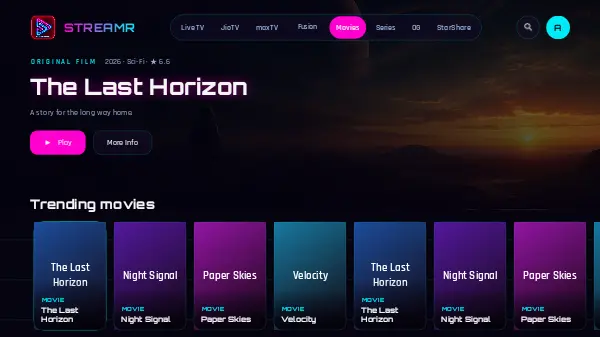 STREAMR
LiveTV JioTV maxTV Fusion Movies Series OG StarShare
A
ORIGINAL FILM 2026 · Sci-Fi · ★ 6.6
The Last Horizon
A story for the long way home.
▶ Play More Info
Trending movies
The Last
Horizon
MOVIE
The Last
Horizon
Night Signal
MOVIE
Night Signal
Paper Skies
MOVIE
Paper Skies
Velocity
MOVIE
Velocity
The Last
Horizon
MOVIE
The Last
Horizon
Night Signal
MOVIE
Night Signal
Paper Skies
MOVIE
Paper Skies